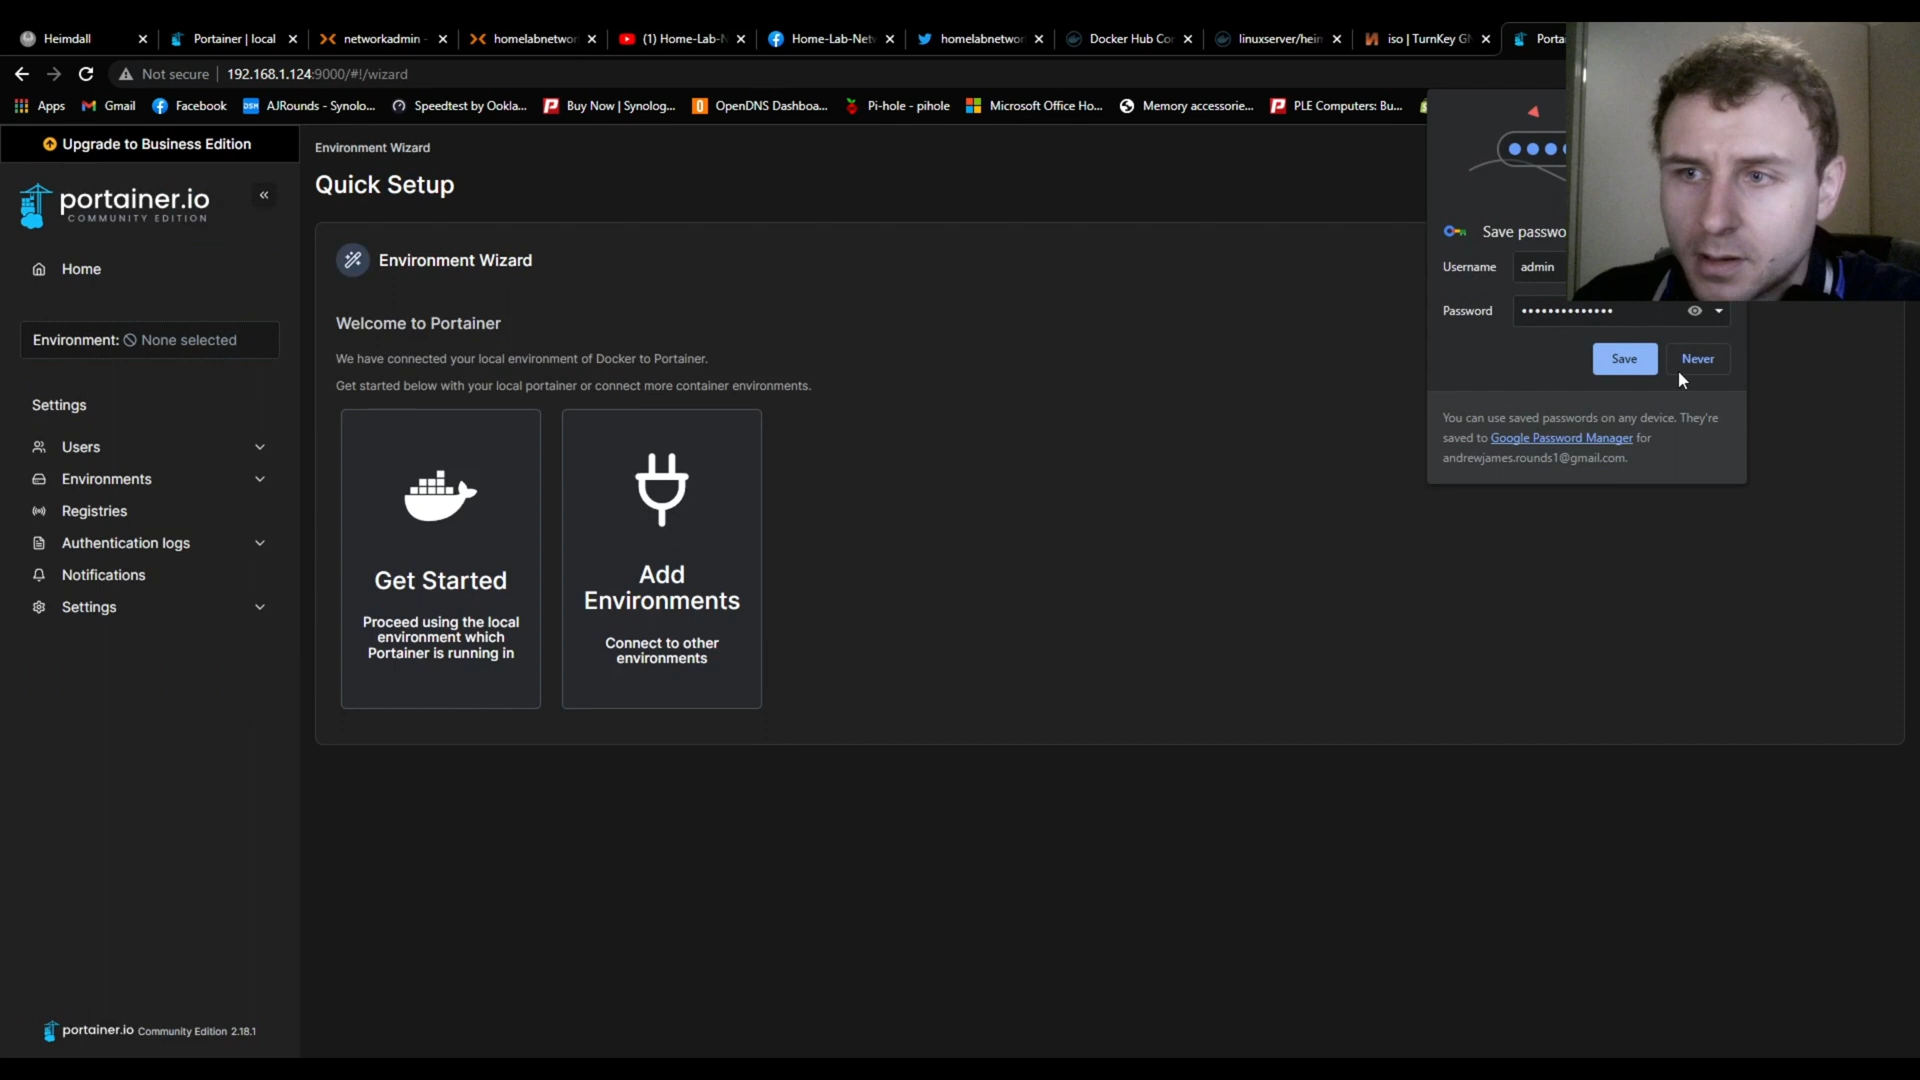 Heimdall
Portainer | local
networkadmin -
homelabnetwor
(1) Home-Lab-N
Home-Lab-Netw
homelabnetwor
Docker Hub Co
linuxserver/hei
iso | TurnKey G
Porta
Not secure
192.168.1.124:9000/#!/wizard
Apps
Gmail
Facebook
AJRounds - Synolo...
Speedtest by Ookla...
Buy Now | Synolog...
OpenDNS Dashboa...
Pi-hole - pihole
Microsoft Office Ho...
Memory accessorie...
PLE Computers: Bu...
Upgrade to Business Edition
portainer.io
COMMUNITY EDITION
Home
Environment: None selected
Settings
Users
Environments
Registries
Authentication logs
Notifications
Settings
portainer.io Community Edition 2.18.1
Environment Wizard
Quick Setup
Environment Wizard
Welcome to Portainer
We have connected your local environment of Docker to Portainer.
Get started below with your local portainer or connect more container environments.
Get Started
Proceed using the local
environment which
Portainer is running in
Add
Environments
Connect to other
environments
Save passwo
Username
admin
Password
••••••••••••••
Save
Never
You can use saved passwords on any device. They're
saved to Google Password Manager for
andrewjames.rounds1@gmail.com.